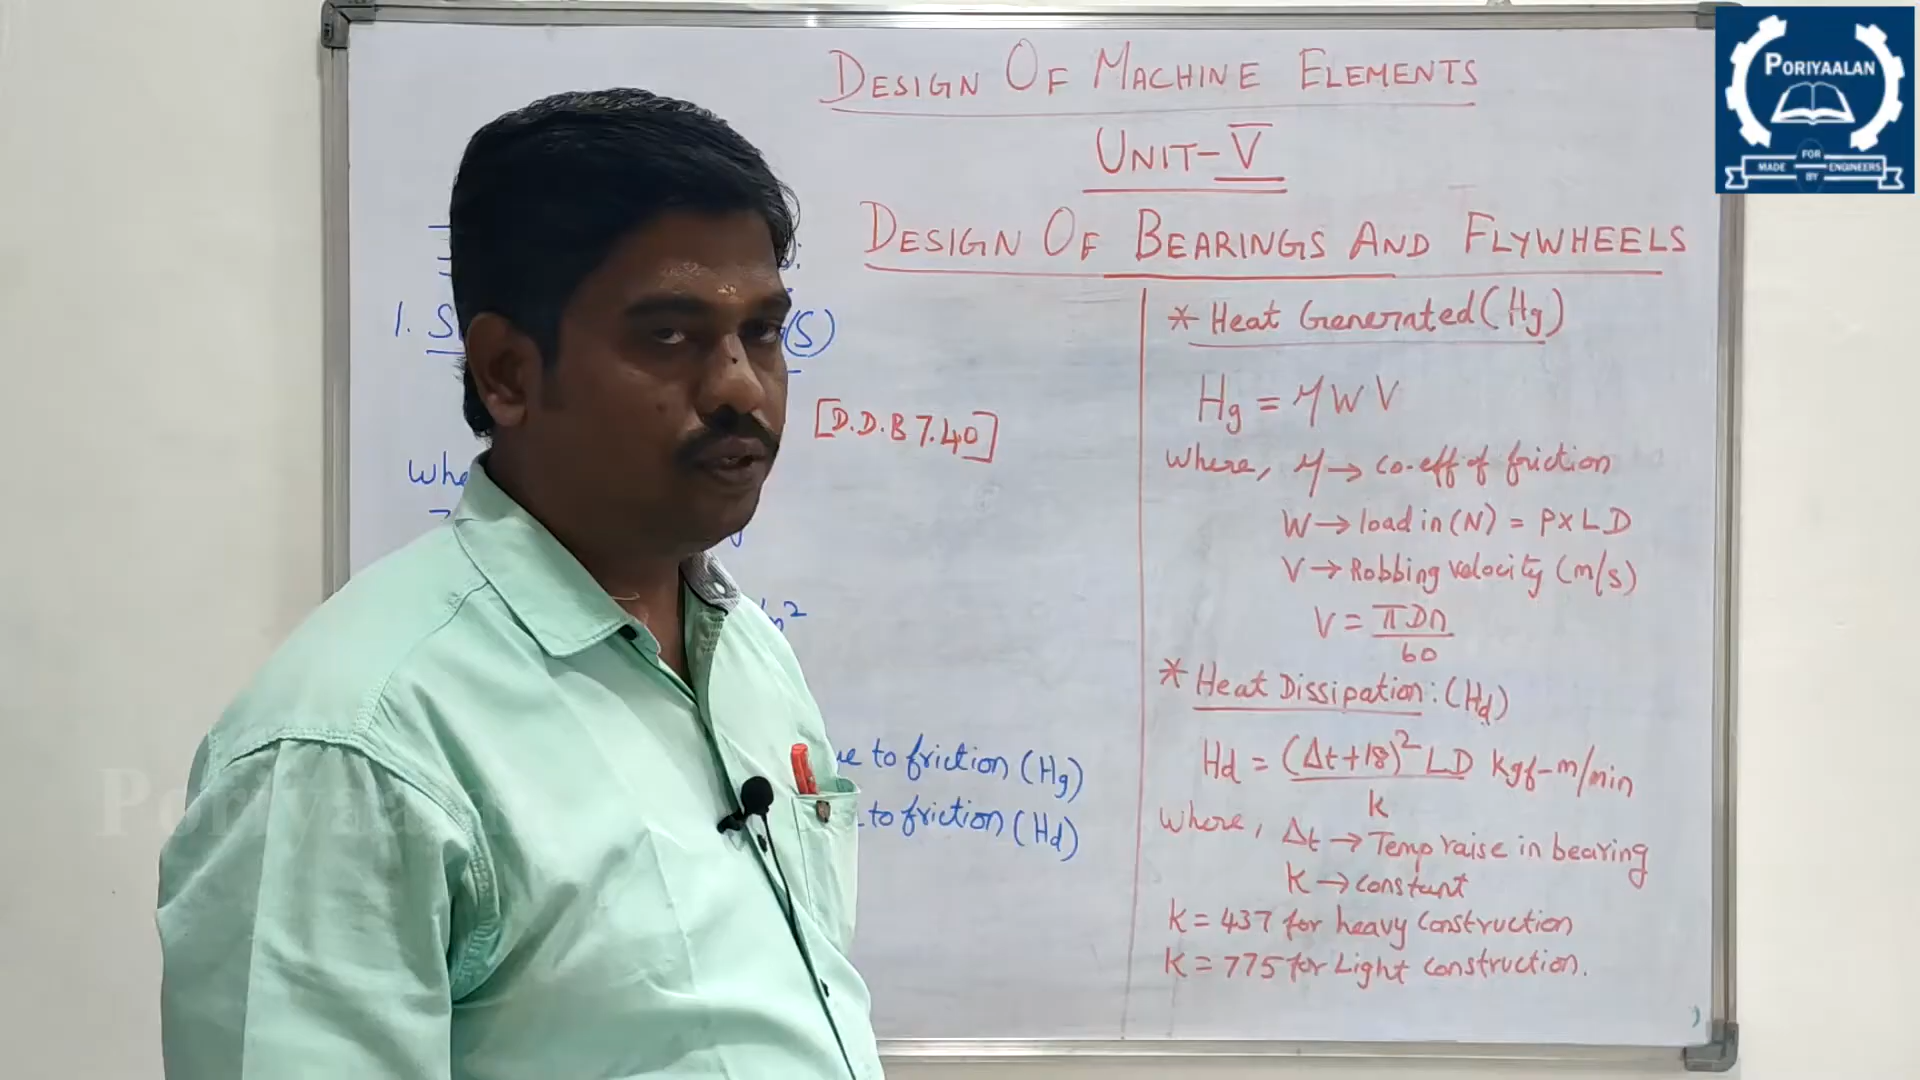 DESIGN OF MACHINE ELEMENTS
UNIT-V
DESIGN OF BEARINGS AND FLYWHEELS
1. S (S)
[D.D.B 7.40]
to friction (Hg)
to friction (Hd)
* Heat Generated (Hg)
Hg = μ W V
where, μ → co-eff of friction
W → load in (N) = P x L D
V → Robbing velocity (m/s)
V = πDn / 60
* Heat Dissipation: (Hd)
Hd = (Δt+18)² LD / K kgf-m/min
where, Δt → Temp raise in bearing
K → constant
K = 437 for heavy construction
K = 775 for Light construction.
PORIYAALAN
MADE FOR ENGINEERS
BY
Poriyaa